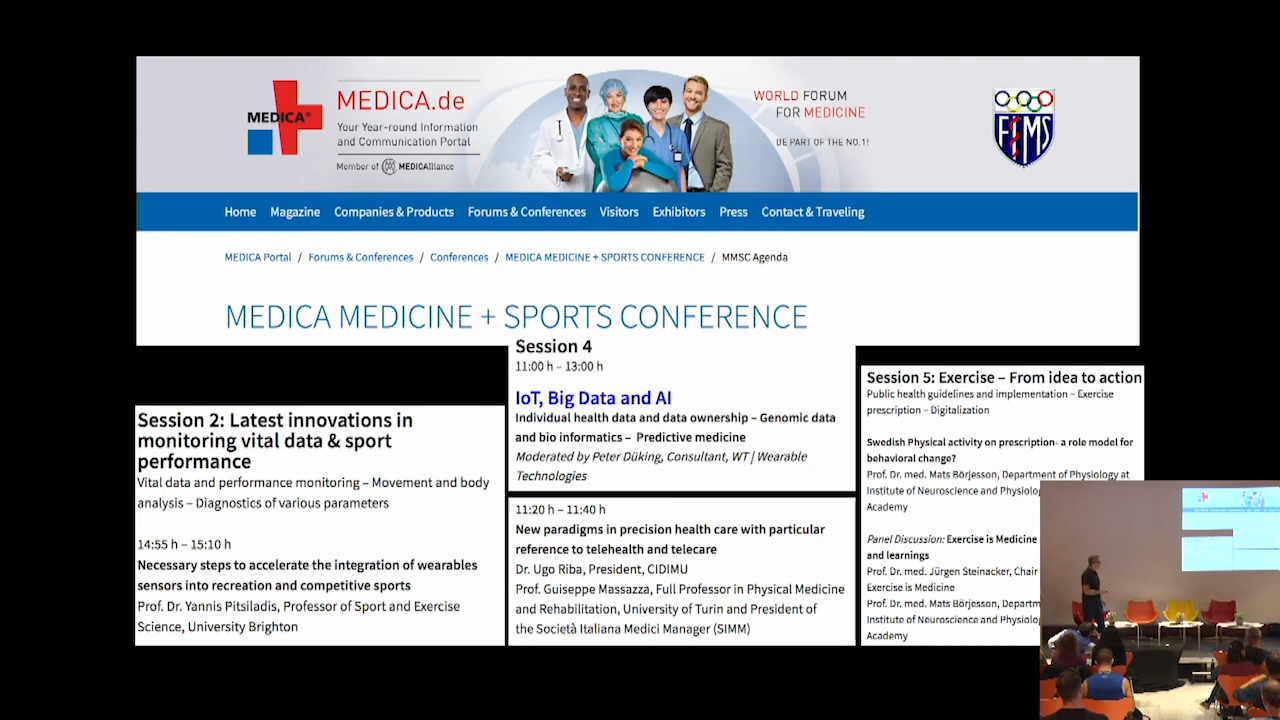 MEDICA®
MEDICA.de
Your Year-round Information
and Communication Portal
Member of MEDICAlliance
WORLD FORUM
FOR MEDICINE
BE PART OF THE NO.1!
FIMS
Home Magazine Companies & Products Forums & Conferences Visitors Exhibitors Press Contact & Traveling
MEDICA Portal / Forums & Conferences / Conferences / MEDICA MEDICINE + SPORTS CONFERENCE / MMSC Agenda
MEDICA MEDICINE + SPORTS CONFERENCE
Session 2: Latest innovations in
monitoring vital data & sport
performance
Vital data and performance monitoring – Movement and body
analysis – Diagnostics of various parameters
14:55 h – 15:10 h
Necessary steps to accelerate the integration of wearables
sensors into recreation and competitive sports
Prof. Dr. Yannis Pitsiladis, Professor of Sport and Exercise
Science, University Brighton
Session 4
11:00 h – 13:00 h
IoT, Big Data and AI
Individual health data and data ownership – Genomic data
and bio informatics – Predictive medicine
Moderated by Peter Düking, Consultant, WT | Wearable
Technologies
11:20 h – 11:40 h
New paradigms in precision health care with particular
reference to telehealth and telecare
Dr. Ugo Riba, President, CIDIMU
Prof. Guiseppe Massazza, Full Professor in Physical Medicine
and Rehabilitation, University of Turin and President of
the Società Italiana Medici Manager (SIMM)
Session 5: Exercise – From idea to action
Public health guidelines and implementation – Exercise
prescription – Digitalization
Swedish Physical activity on prescription- a role model for
behavioral change?
Prof. Dr. med. Mats Börjesson, Department of Physiology at
Institute of Neuroscience and Physiolo
Academy
Panel Discussion: Exercise is Medicine
and learnings
Prof. Dr. med. Jürgen Steinacker, Chair
Exercise is Medicine
Prof. Dr. med. Mats Börjesson, Departm
Institute of Neuroscience and Physiolo
Academy